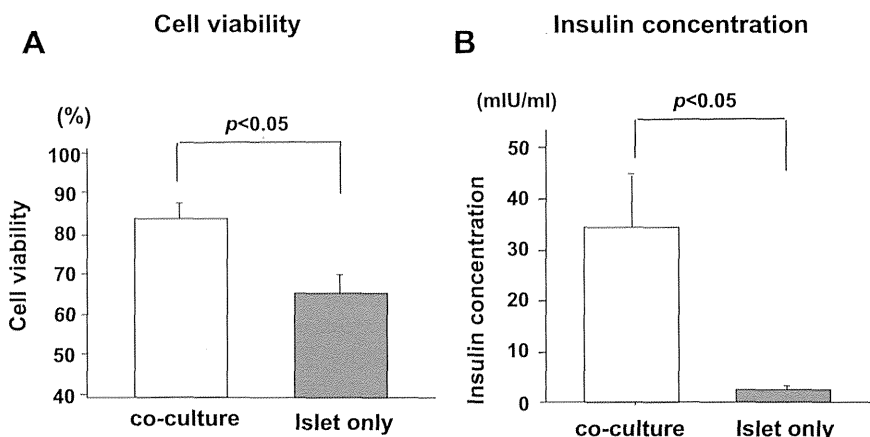 Cell viability
A
(%)
p<0.05
100
90
80
70
60
50
40
Cell viability
co-culture
Islet only
Insulin concentration
B
(mIU/ml)
p<0.05
50
40
30
20
10
0
Insulin concentration
co-culture
Islet only